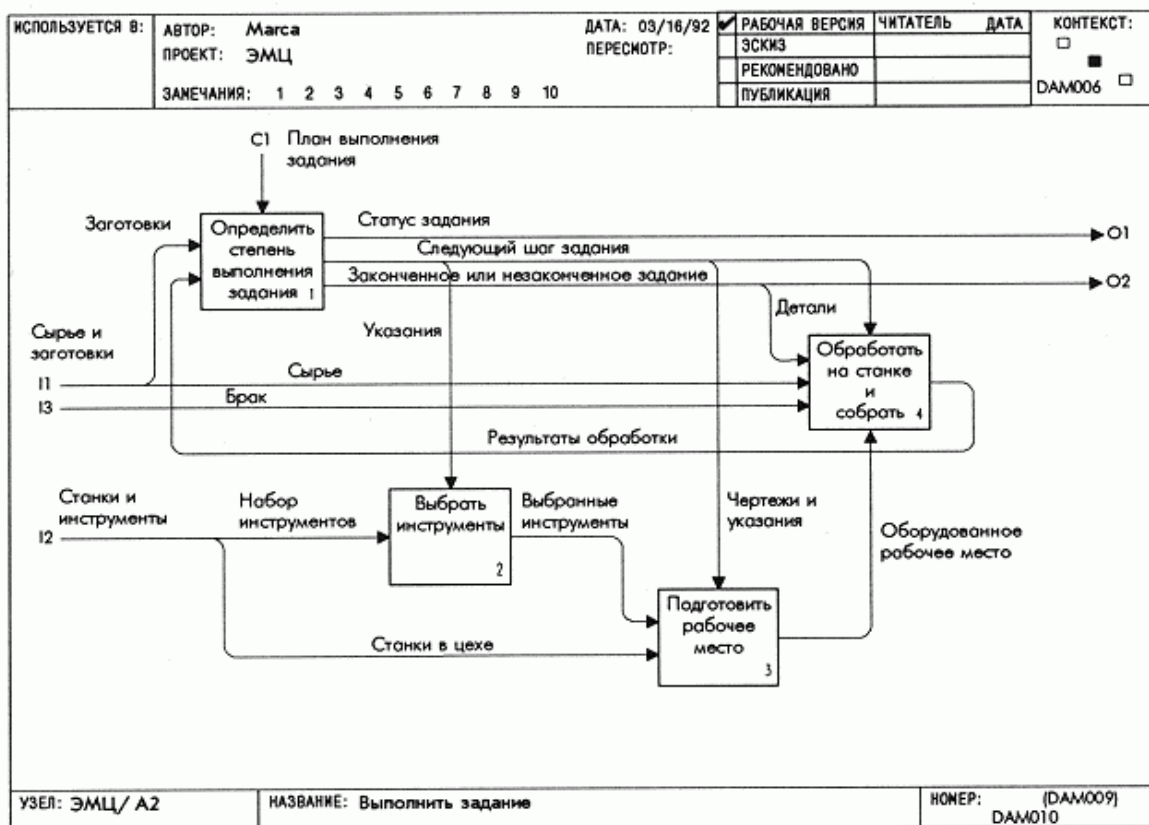 ИСПОЛЬЗУЕТСЯ В:
АВТОР: Marca
ДАТА: 03/16/92
ПРОЕКТ: ЭМЦ
ПЕРЕСМОТР:
ЗАМЕЧАНИЯ: 1 2 3 4 5 6 7 8 9 10
РАБОЧАЯ ВЕРСИЯ
ЧИТАТЕЛЬ ДАТА
ЭСКИЗ
РЕКОМЕНДОВАНО
ПУБЛИКАЦИЯ
КОНТЕКСТ:
DAM006
C1 План выполнения
задания
Заготовки
Определить
степень
выполнения
задания 1
Статус задания
O1
Следующий шаг задания
Законченное или незаконченное задание
O2
Детали
Указания
Сырье и
заготовки
I1
Сырье
I3
Брак
Обработать
на станке
и
собрать 4
Результаты обработки
Станки и
инструменты
I2
Набор
инструментов
Выбрать
инструменты
2
Выбранные
инструменты
Чертежи и
указания
Оборудованное
рабочее место
Станки в цехе
Подготовить
рабочее
место
3
УЗЕЛ: ЭМЦ/ А2
НАЗВАНИЕ: Выполнить задание
НОМЕР: (DAM009)
DAM010